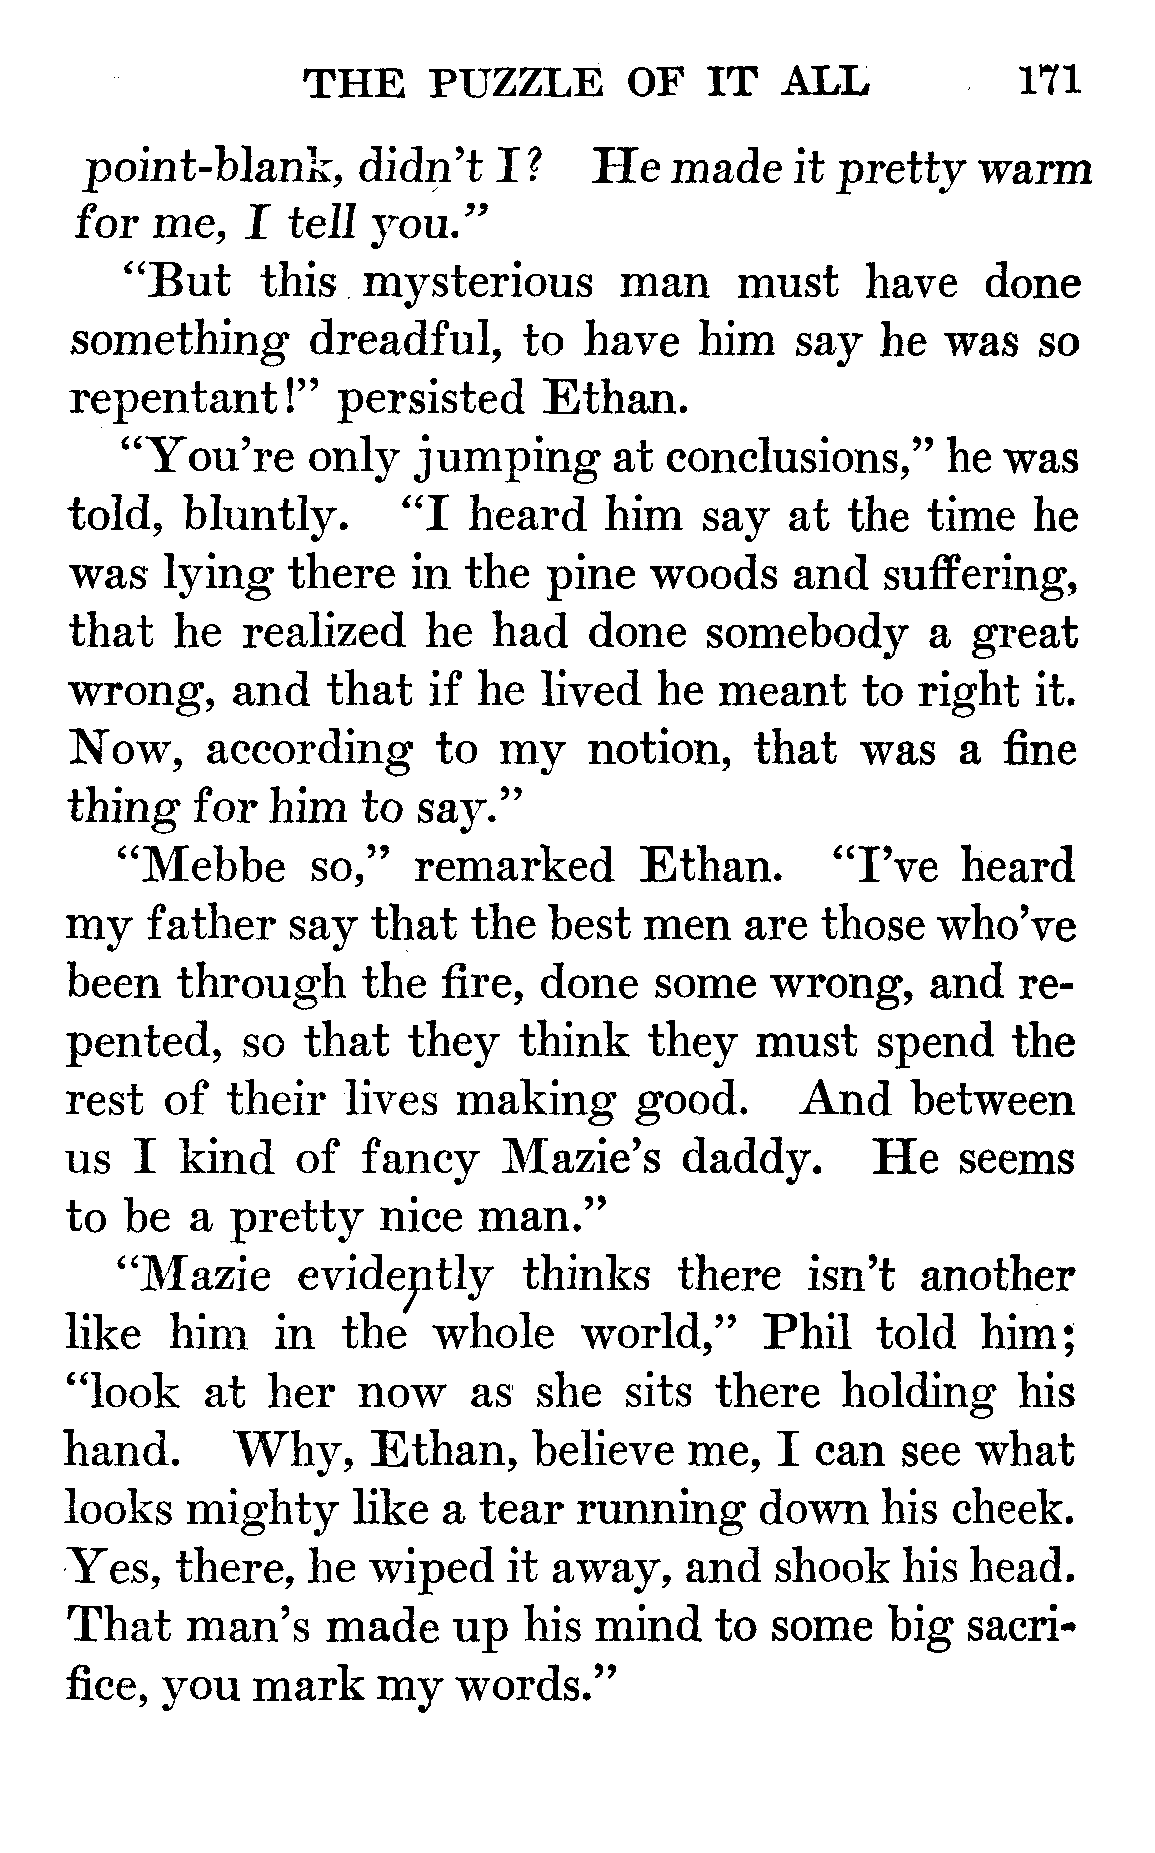 THE PUZZLE OF IT ALL 171
point-blank, didn't I? He made it pretty warm
for me, I tell you."
"But this mysterious man must have done
something dreadful, to have him say he was so
repentant!" persisted Ethan.
"You're only jumping at conclusions," he was
told, bluntly. "I heard him say at the time he
was lying there in the pine woods and suffering,
that he realized he had done somebody a great
wrong, and that if he lived he meant to right it.
Now, according to my notion, that was a fine
thing for him to say."
"Mebbe so," remarked Ethan. "I've heard
my father say that the best men are those who've
been through the fire, done some wrong, and re-
pented, so that they think they must spend the
rest of their lives making good. And between
us I kind of fancy Mazie's daddy. He seems
to be a pretty nice man."
"Mazie evidently thinks there isn't another
like him in the whole world," Phil told him;
"look at her now as she sits there holding his
hand. Why, Ethan, believe me, I can see what
looks mighty like a tear running down his cheek.
Yes, there, he wiped it away, and shook his head.
That man's made up his mind to some big sacri-
fice, you mark my words."